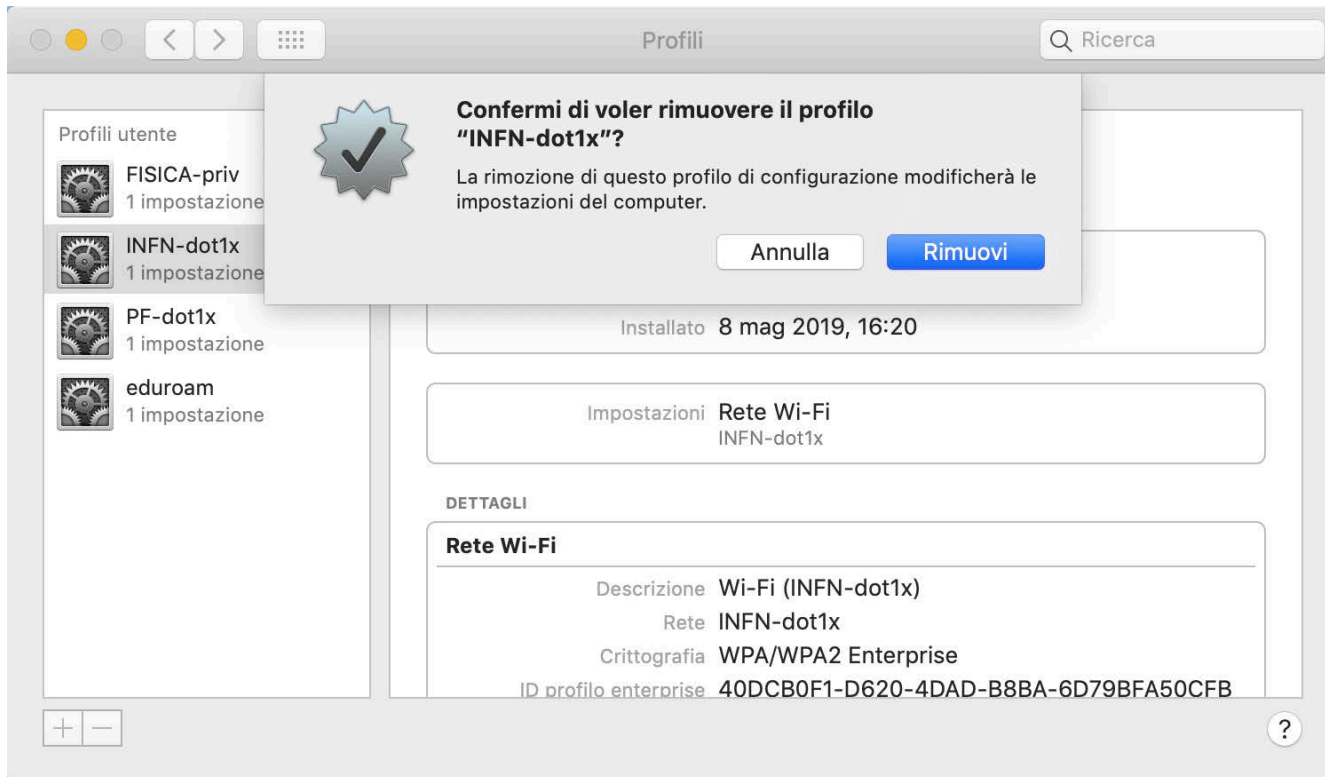 Profili
Ricerca
Confermi di voler rimuovere il profilo
“INFN-dot1x”?
La rimozione di questo profilo di configurazione modificherà le
impostazioni del computer.
Annulla
Rimuovi
Profili utente
FISICA-priv
1 impostazione
INFN-dot1x
1 impostazione
PF-dot1x
1 impostazione
eduroam
1 impostazione
Installato 8 mag 2019, 16:20
Impostazioni Rete Wi-Fi
INFN-dot1x
DETTAGLI
Rete Wi-Fi
Descrizione Wi-Fi (INFN-dot1x)
Rete INFN-dot1x
Crittografia WPA/WPA2 Enterprise
ID profilo enterprise 40DCB0F1-D620-4DAD-B8BA-6D79BFA50CFB
?